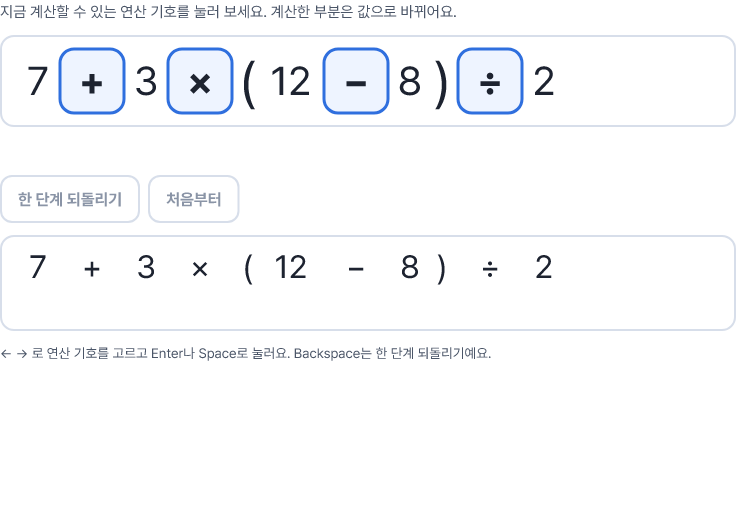 지금 계산할 수 있는 연산 기호를 눌러 보세요. 계산한 부분은 값으로 바뀌어요.
7 + 3 × ( 12 − 8 ) ÷ 2
한 단계 되돌리기 처음부터
7 + 3 × ( 12 − 8 ) ÷ 2
← → 로 연산 기호를 고르고 Enter나 Space로 눌러요. Backspace는 한 단계 되돌리기예요.